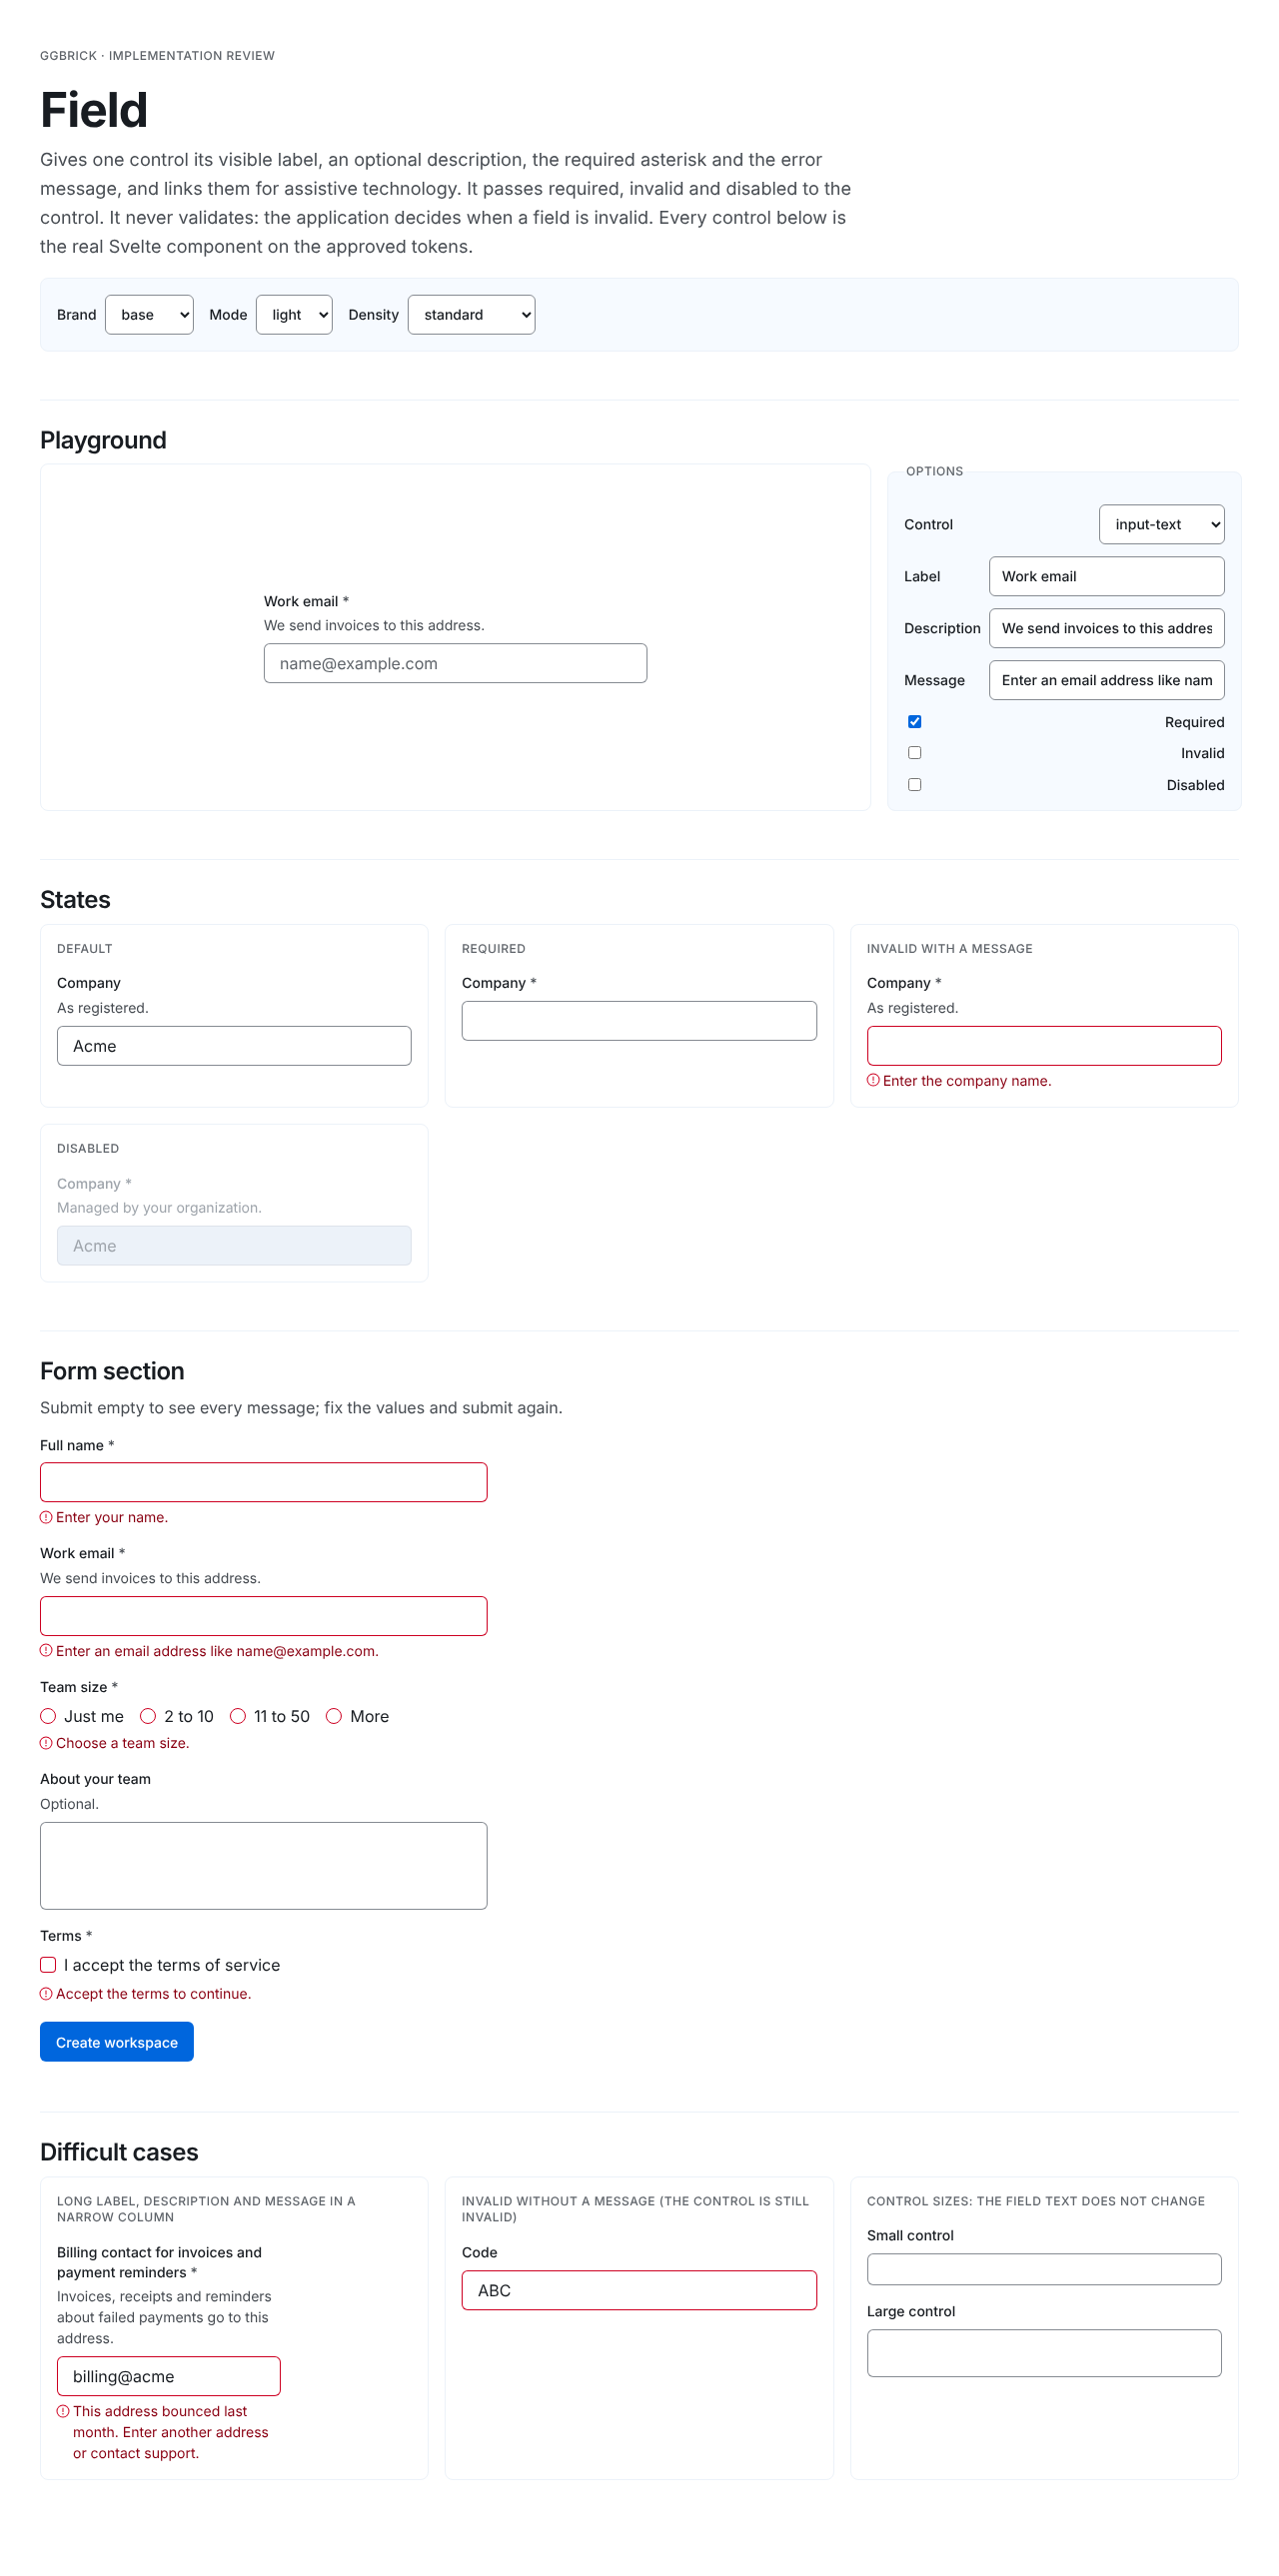 GGBRICK · IMPLEMENTATION REVIEW
Field
Gives one control its visible label, an optional description, the required asterisk and the error
message, and links them for assistive technology. It passes required, invalid and disabled to the
control. It never validates: the application decides when a field is invalid. Every control below is
the real Svelte component on the approved tokens.
Brand base Mode light Density standard
Playground
Work email *
We send invoices to this address.
name@example.com
OPTIONS
Control input-text
Label Work email
Description We send invoices to this addres
Message Enter an email address like nam
Required
Invalid
Disabled
States
DEFAULT
Company
As registered.
Acme
REQUIRED
Company *
INVALID WITH A MESSAGE
Company *
As registered.
Enter the company name.
DISABLED
Company *
Managed by your organization.
Acme
Form section
Submit empty to see every message; fix the values and submit again.
Full name *
Enter your name.
Work email *
We send invoices to this address.
Enter an email address like name@example.com.
Team size *
Just me 2 to 10 11 to 50 More
Choose a team size.
About your team
Optional.
Terms *
I accept the terms of service
Accept the terms to continue.
Create workspace
Difficult cases
LONG LABEL, DESCRIPTION AND MESSAGE IN A
NARROW COLUMN
Billing contact for invoices and
payment reminders *
Invoices, receipts and reminders
about failed payments go to this
address.
billing@acme
This address bounced last
month. Enter another address
or contact support.
INVALID WITHOUT A MESSAGE (THE CONTROL IS STILL
INVALID)
Code
ABC
CONTROL SIZES: THE FIELD TEXT DOES NOT CHANGE
Small control
Large control